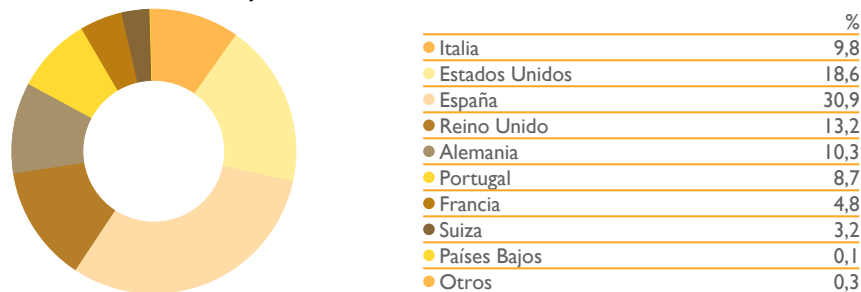 %
Italia 9,8
Estados Unidos 18,6
España 30,9
Reino Unido 13,2
Alemania 10,3
Portugal 8,7
Francia 4,8
Suiza 3,2
Países Bajos 0,1
Otros 0,3